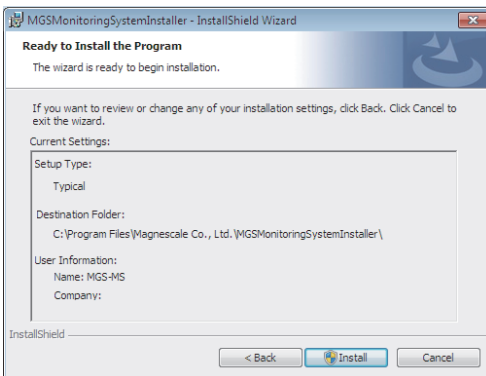 MGSMonitoringSystemInstaller - InstallShield Wizard
Ready to Install the Program
The wizard is ready to begin installation.
If you want to review or change any of your installation settings, click Back. Click Cancel to
exit the wizard.
Current Settings:
Setup Type:
Typical
Destination Folder:
C:\Program Files\Magnescale Co., Ltd.\MGSMonitoringSystemInstaller\
User Information:
Name: MGS-MS
Company:
InstallShield
< Back
Install
Cancel